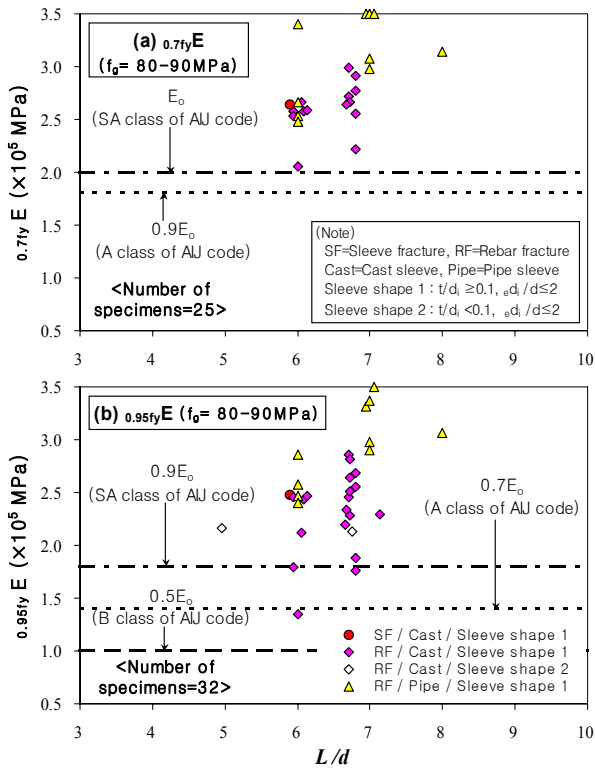 3.5
3.0
2.5
2.0
1.5
1.0
0.5
0.7fyE (×10⁵ MPa)
(a) 0.7fyE
(fg= 80-90MPa)
Eo
(SA class of AIJ code)
0.9Eo
(A class of AIJ code)
<Number of
specimens=25>
(Note)
SF=Sleeve fracture, RF=Rebar fracture
Cast=Cast sleeve, Pipe=Pipe sleeve
Sleeve shape 1 : t/di ≥0.1, edi /d≤2
Sleeve shape 2 : t/di <0.1, edi /d≤2
3 4 5 6 7 8 9 10
3.5
3.0
2.5
2.0
1.5
1.0
0.5
0.95fyE (×10⁵ MPa)
(b) 0.95fyE (fg= 80-90MPa)
0.9Eo
(SA class of AIJ code)
0.7Eo
(A class of AIJ code)
0.5Eo
(B class of AIJ code)
<Number of
specimens=32>
SF / Cast / Sleeve shape 1
RF / Cast / Sleeve shape 1
RF / Cast / Sleeve shape 2
RF / Pipe / Sleeve shape 1
3 4 5 6 7 8 9 10
L/d